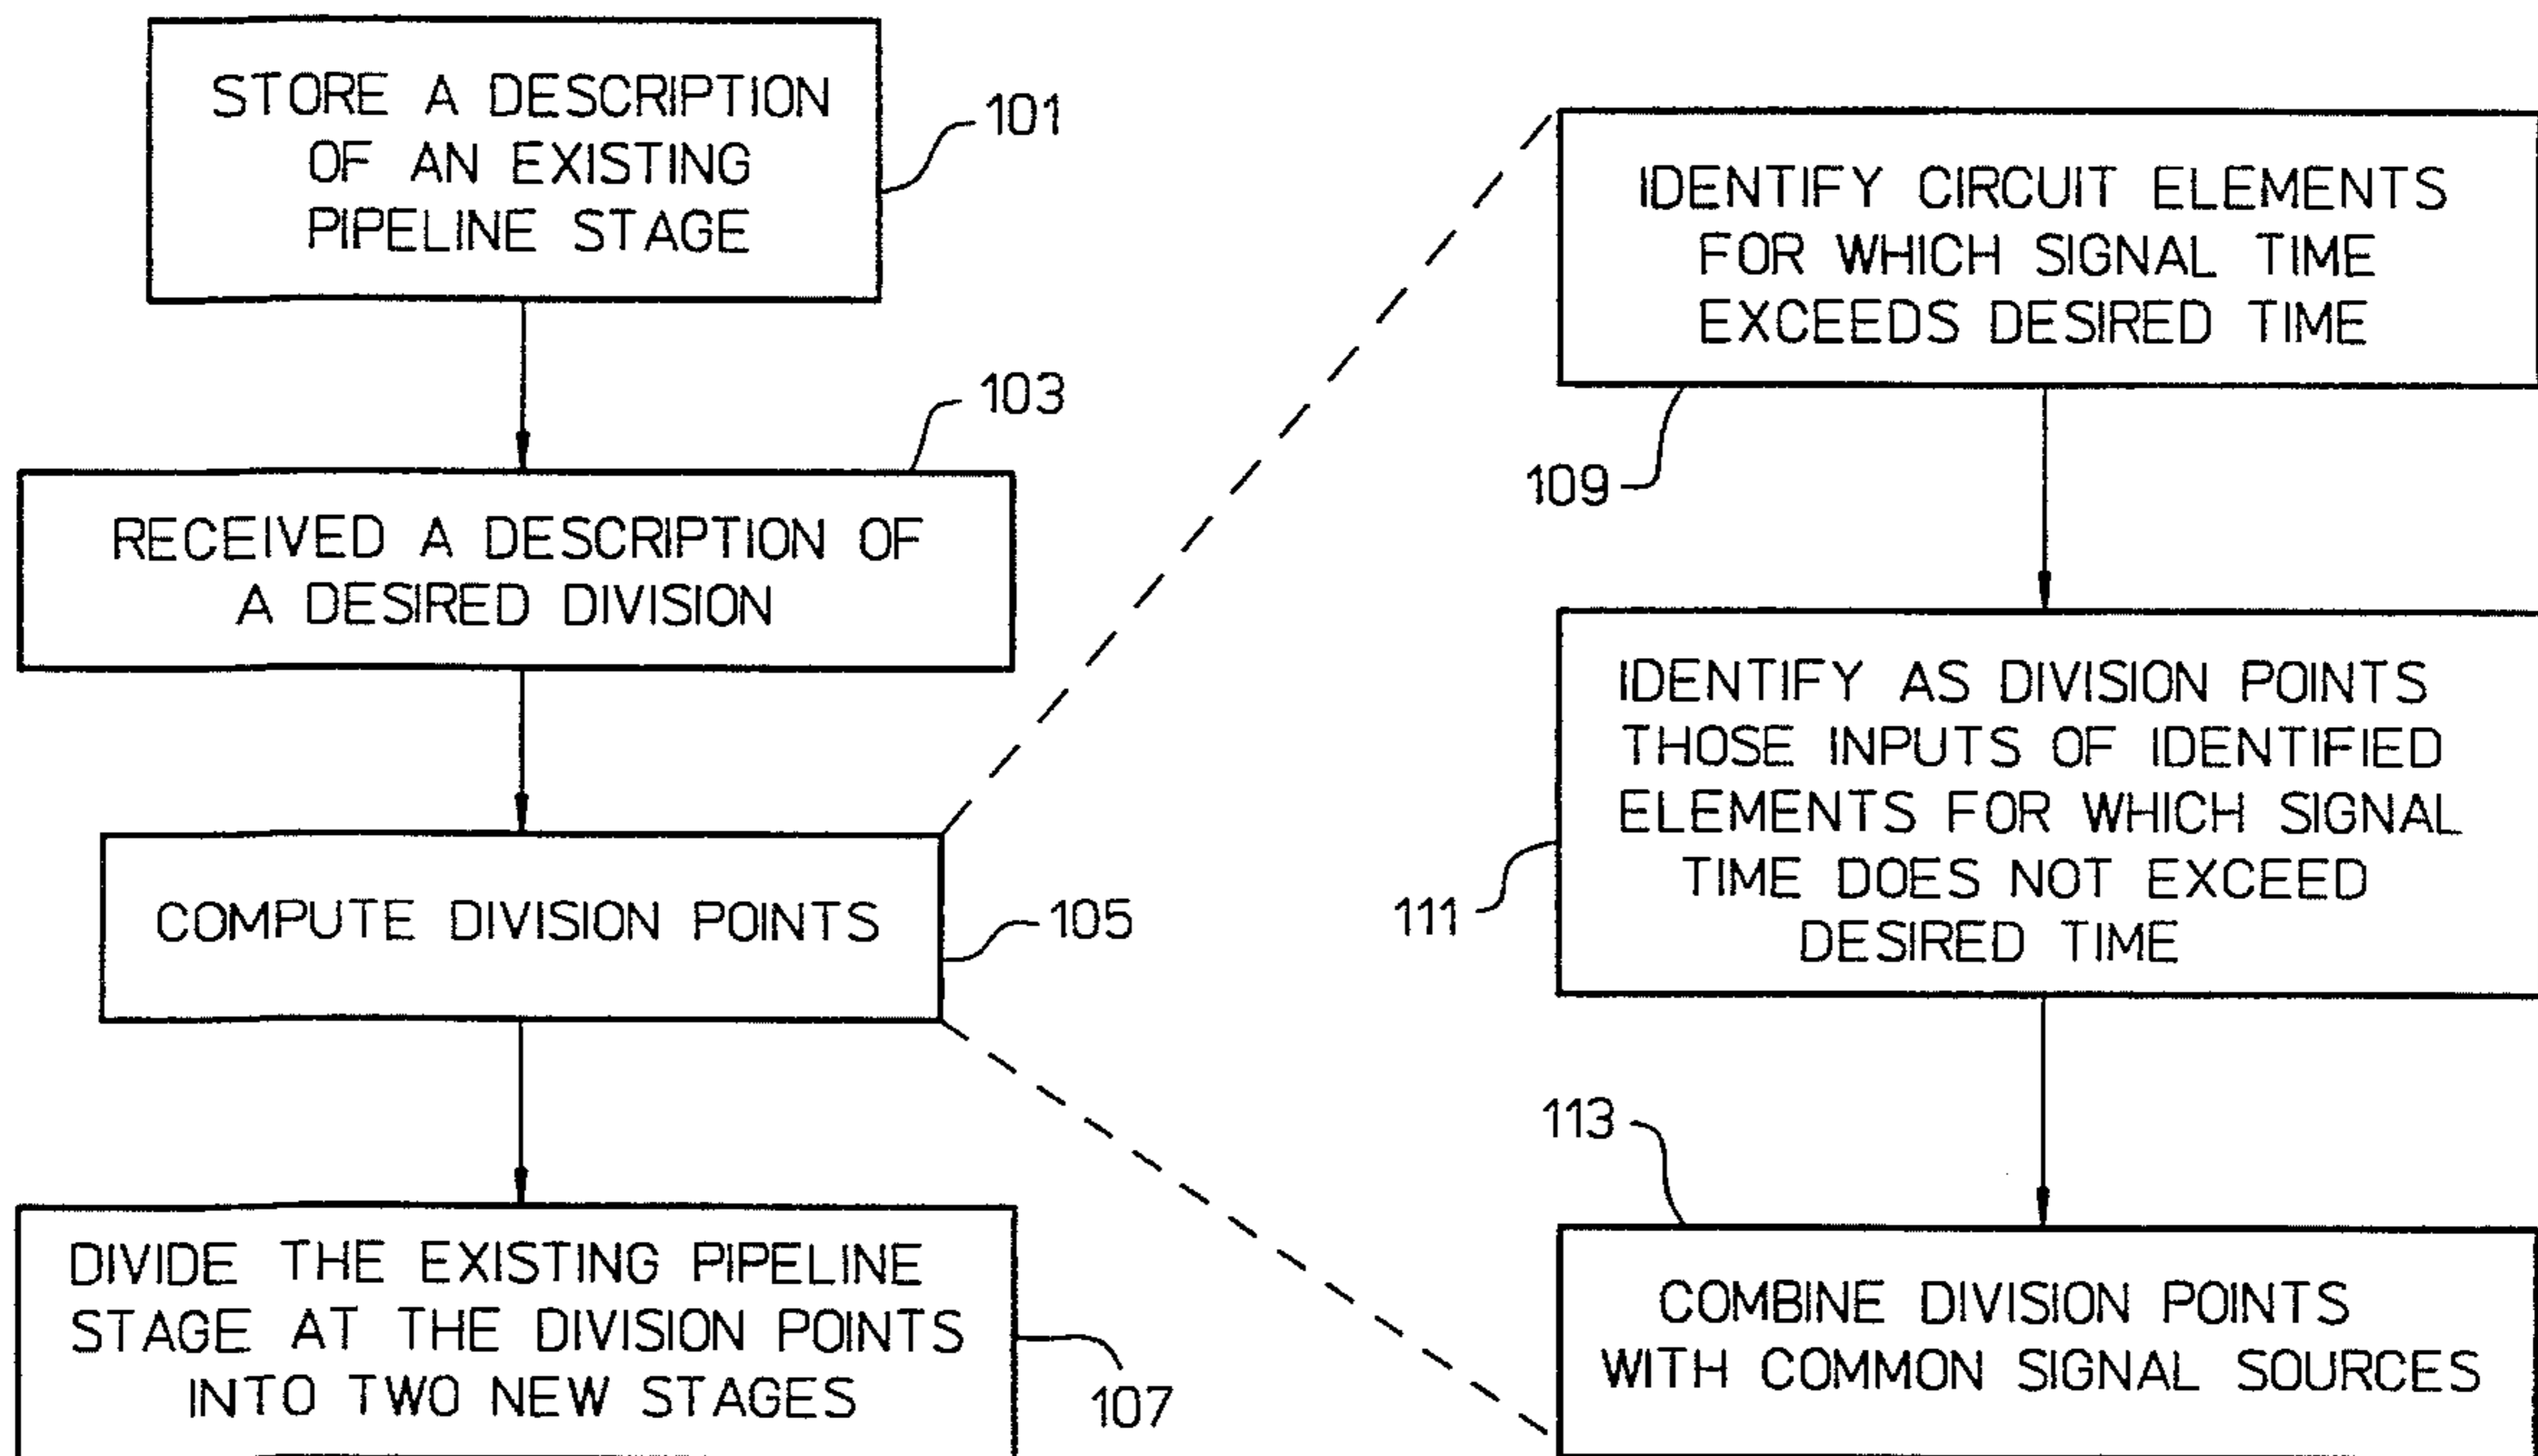 STORE A DESCRIPTION
OF AN EXISTING
PIPELINE STAGE
101
103
RECEIVED A DESCRIPTION OF
A DESIRED DIVISION
COMPUTE DIVISION POINTS
105
DIVIDE THE EXISTING PIPELINE
STAGE AT THE DIVISION POINTS
INTO TWO NEW STAGES
107
IDENTIFY CIRCUIT ELEMENTS
FOR WHICH SIGNAL TIME
EXCEEDS DESIRED TIME
109
IDENTIFY AS DIVISION POINTS
THOSE INPUTS OF IDENTIFIED
ELEMENTS FOR WHICH SIGNAL
TIME DOES NOT EXCEED
DESIRED TIME
111
113
COMBINE DIVISION POINTS
WITH COMMON SIGNAL SOURCES